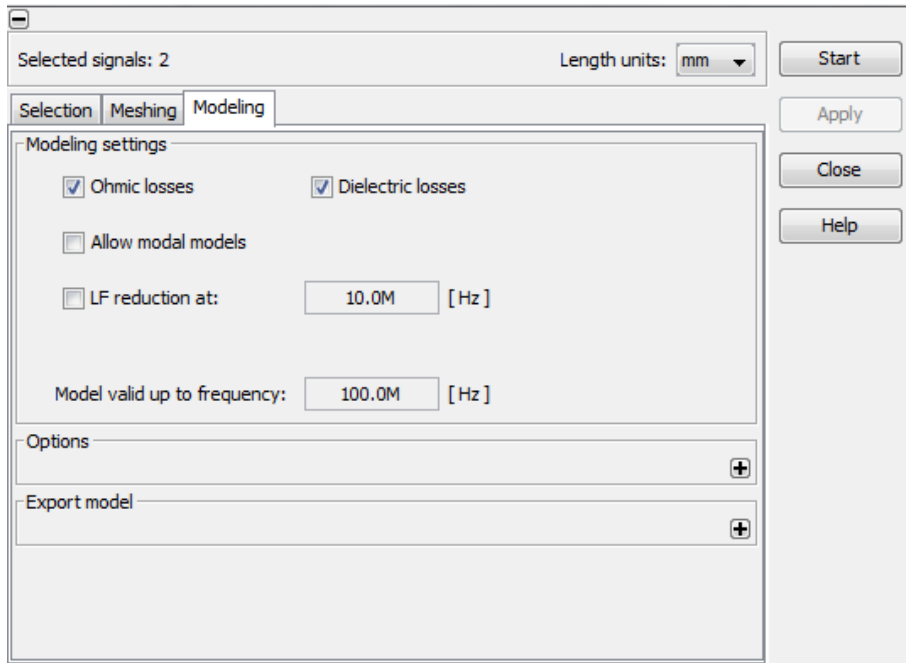 Selected signals: 2 Length units: mm Start
Selection Meshing Modeling Apply
Modeling settings
Ohmic losses Dielectric losses Close
Allow modal models Help
LF reduction at: 10.0M [Hz]
Model valid up to frequency: 100.0M [Hz]
Options
Export model